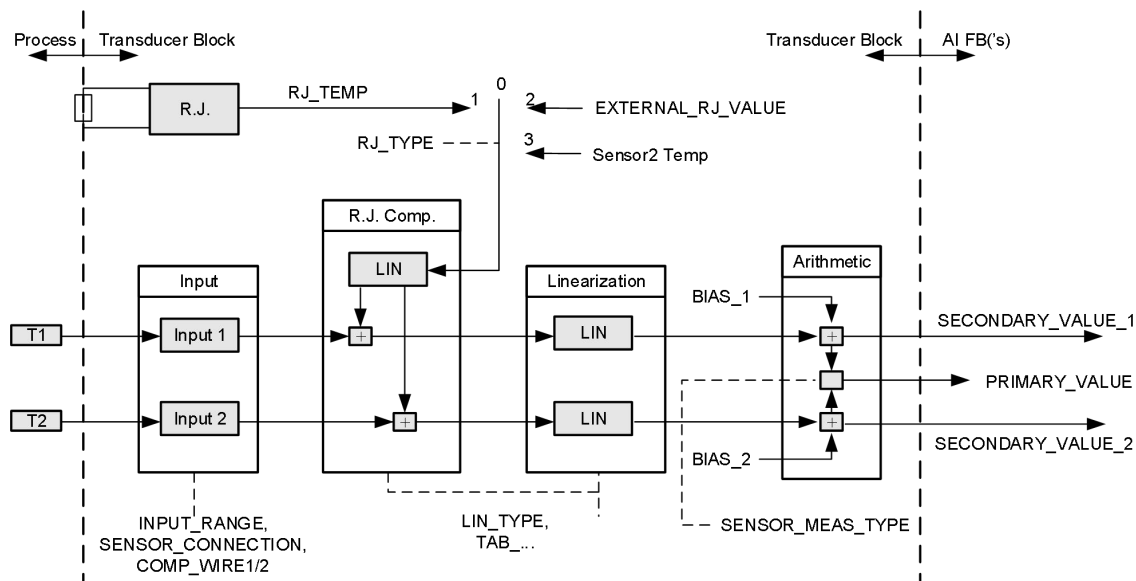 Process
Transducer Block
Transducer Block
AI FB('s)
0
R.J.
RJ_TEMP
1
2
EXTERNAL_RJ_VALUE
RJ_TYPE
3
Sensor2 Temp
R.J. Comp.
LIN
Input
Linearization
Arithmetic
BIAS_1
T1
Input 1
+
LIN
+
SECONDARY_VALUE_1
PRIMARY_VALUE
T2
Input 2
+
LIN
+
SECONDARY_VALUE_2
BIAS_2
INPUT_RANGE,
SENSOR_CONNECTION,
COMP_WIRE1/2
LIN_TYPE,
TAB_...
SENSOR_MEAS_TYPE